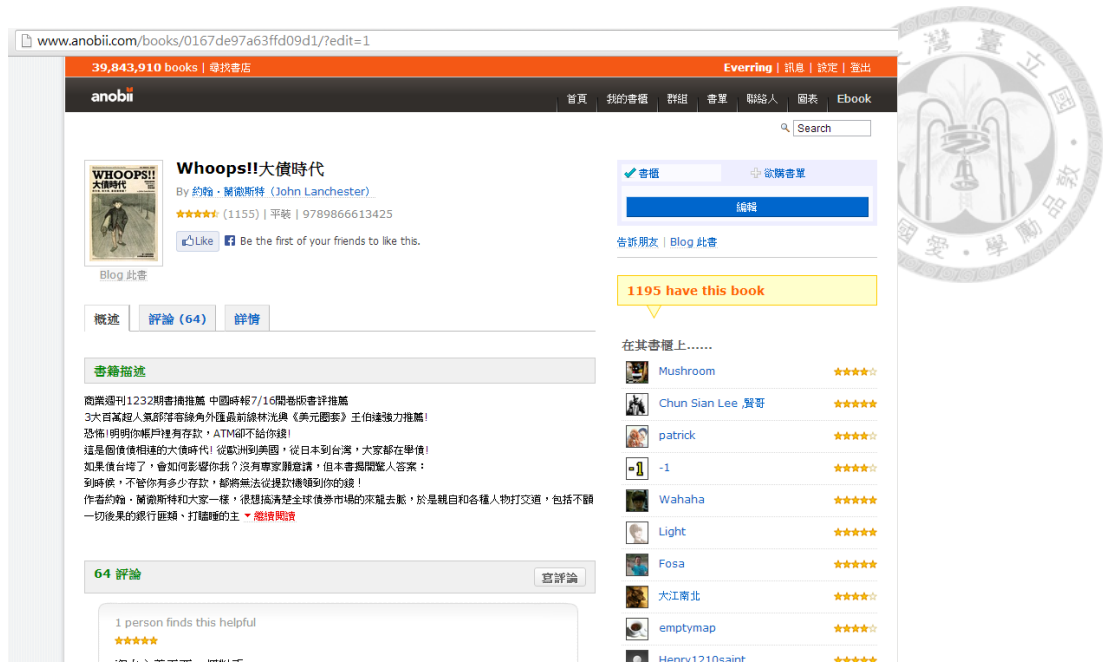 www.anobii.com/books/0167de97a63ffd09d1/?edit=1
39,843,910 books | 尋找書店
Everring | 訊息 | 設定 | 登出
anobii
首頁 我的書櫃 群組 書單 聯絡人 圖表 Ebook
Search
WHOOPS!!
大債時代
Whoops!!大債時代
By 約翰‧蘭徹斯特 (John Lanchester)
(1155) | 平裝 | 9789866613425
Like Be the first of your friends to like this.
Blog 此書
書櫃 欲購書單
編輯
告訴朋友 | Blog 此書
1195 have this book
概述 評論 (64) 詳情
書籍描述
商業週刊1232期書摘推薦 中國時報7/16開卷版書評推薦
3大百萬超人氣部落客綠角外匯最前線林洸興《美元圈套》王伯達強力推薦!
恐怖!明明你帳戶裡有存款,ATM卻不給你錢!
這是個債債相連的大債時代! 從歐洲到美國,從日本到台灣,大家都在舉債!
如果債台垮了,會如何影響你我?沒有專家願意講,但本書揭開驚人答案:
到時候,不管你有多少存款,都將無法從提款機領到你的錢!
作者約翰‧蘭徹斯特和大家一樣,很想搞清楚全球債券市場的來龍去脈,於是親自和各種人物打交道,包括不顧
一切後果的銀行匪類、打瞌睡的主 繼續閱讀
64 評論
寫評論
1 person finds this helpful
在其書櫃上......
Mushroom
Chun Sian Lee ,賢哥
patrick
-1
-1
Wahaha
Light
Fosa
大江南北
emptymap
Henry1210saint
灣 臺 大 國
愛‧學 勵 品 敦